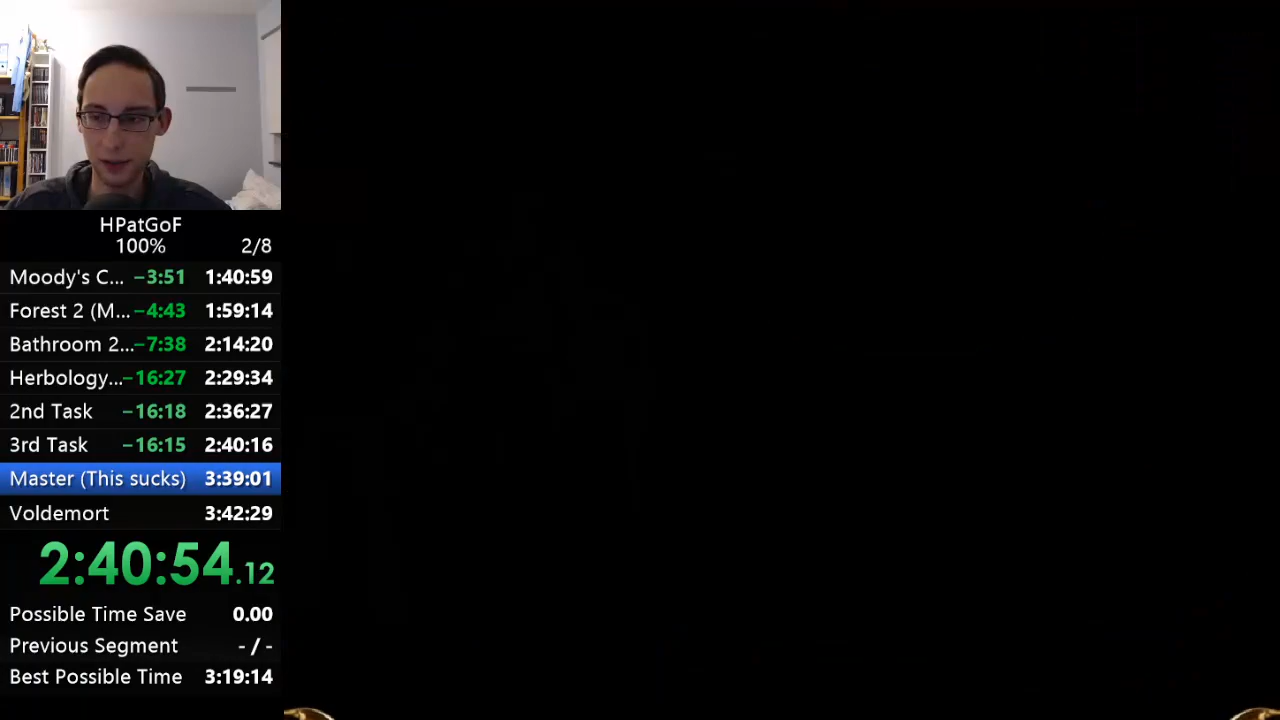 HPatGoF
100% 2/8
Moody's C... −3:51 1:40:59
Forest 2 (M... −4:43 1:59:14
Bathroom 2... −7:38 2:14:20
Herbology... −16:27 2:29:34
2nd Task −16:18 2:36:27
3rd Task −16:15 2:40:16
Master (This sucks) 3:39:01
Voldemort 3:42:29
2:40:54.12
Possible Time Save 0.00
Previous Segment - / -
Best Possible Time 3:19:14